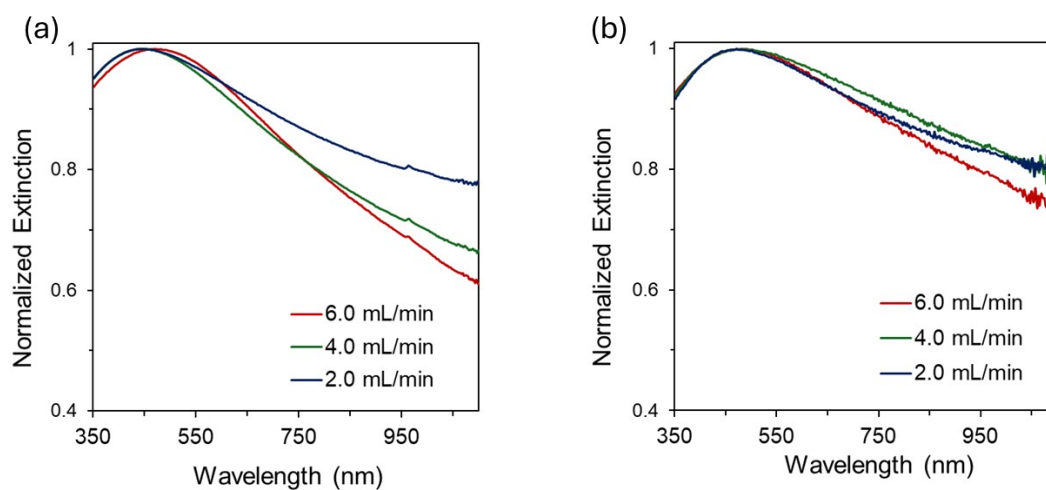 (a)
Normalized Extinction
1
0.8
0.6
0.4
350
550
750
950
Wavelength (nm)
6.0 mL/min
4.0 mL/min
2.0 mL/min
(b)
Normalized Extinction
1
0.8
0.6
0.4
350
550
750
950
Wavelength (nm)
6.0 mL/min
4.0 mL/min
2.0 mL/min